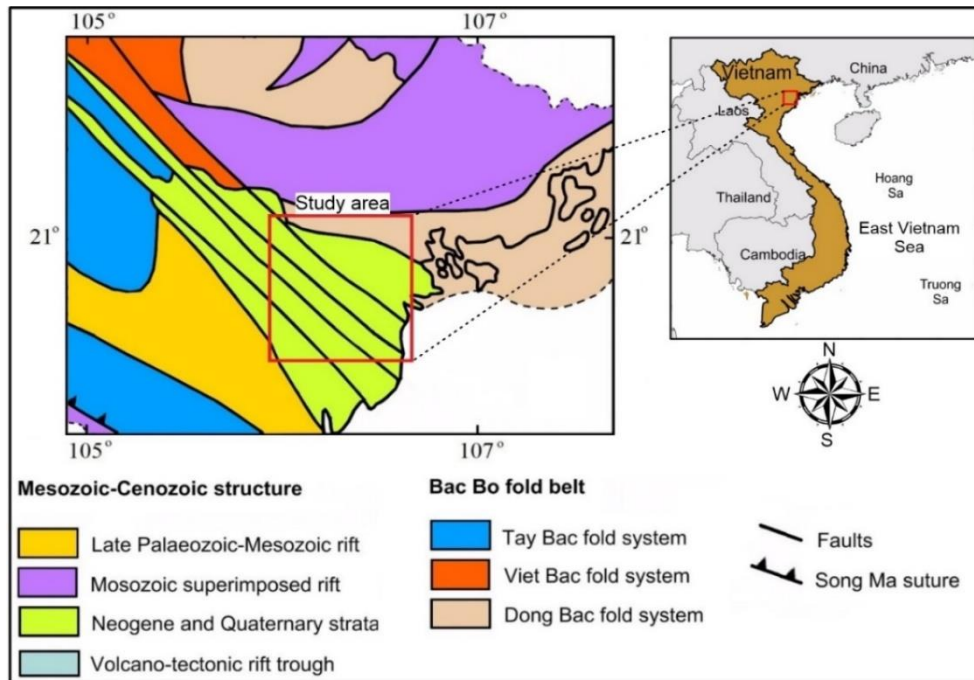 105°
107°
Study area
21°
21°
105°
107°
Vietnam
China
Laos
Hoang
Sa
Thailand
East Vietnam
Sea
Cambodia
Truong
Sa
N
W E
S
Mesozoic-Cenozoic structure
Late Palaeozoic-Mesozoic rift
Mosozoic superimposed rift
Neogene and Quaternary strata
Volcano-tectonic rift trough
Bac Bo fold belt
Tay Bac fold system
Viet Bac fold system
Dong Bac fold system
Faults
Song Ma suture